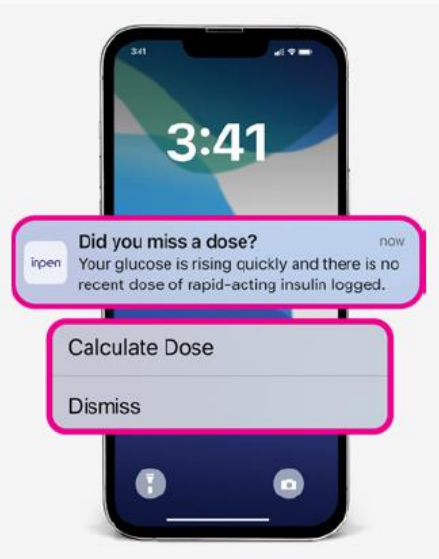 3:41
3:41
Did you miss a dose?
now
inpen
Your glucose is rising quickly and there is no
recent dose of rapid-acting insulin logged.
Calculate Dose
Dismiss